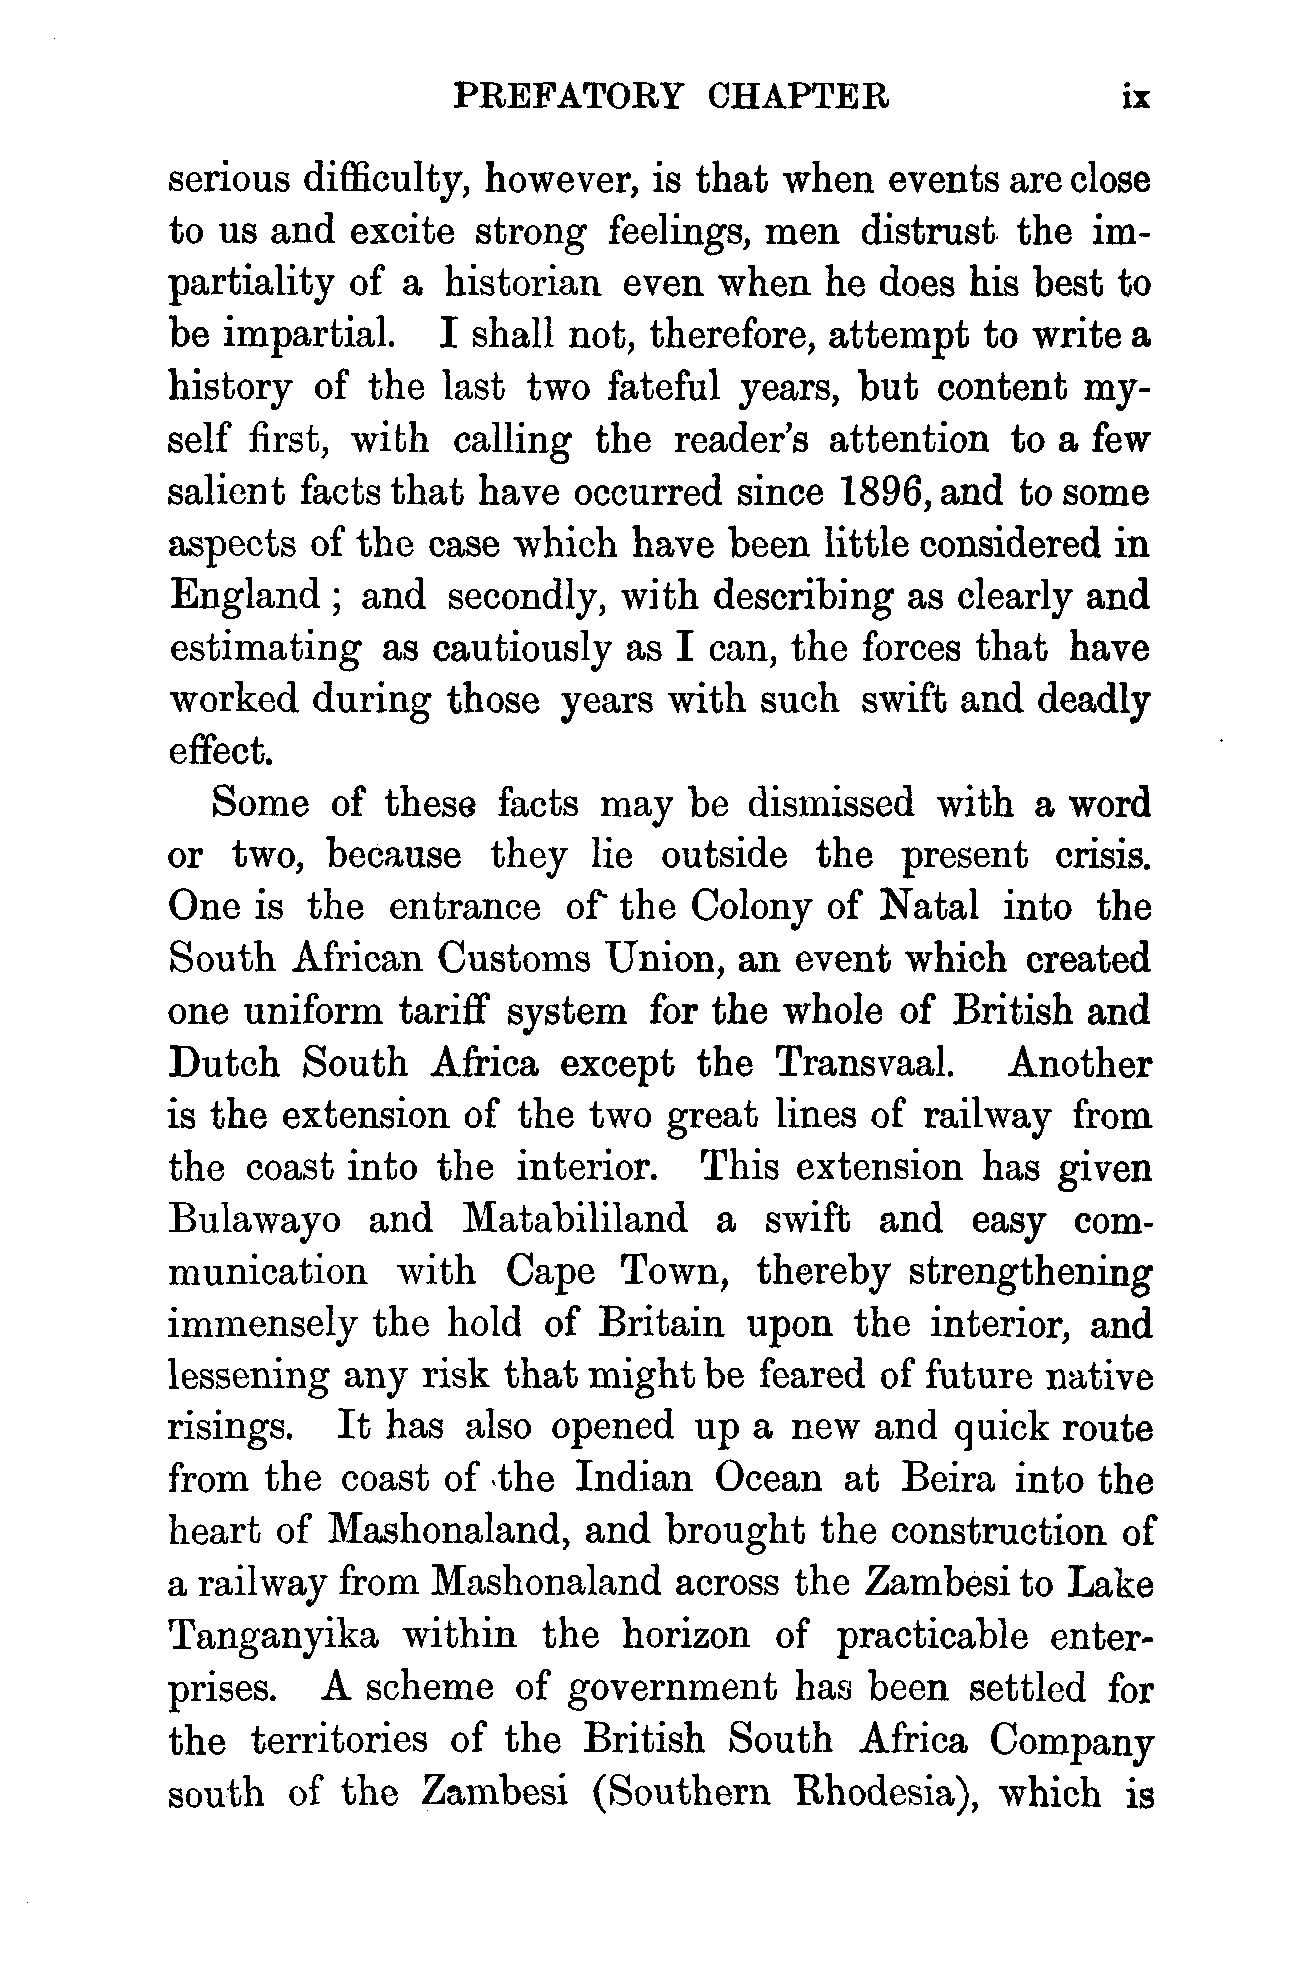 PREFATORY CHAPTER ix
serious difficulty, however, is that when events are close
to us and excite strong feelings, men distrust the im-
partiality of a historian even when he does his best to
be impartial. I shall not, therefore, attempt to write a
history of the last two fateful years, but content my-
self first, with calling the reader's attention to a few
salient facts that have occurred since 1896, and to some
aspects of the case which have been little considered in
England ; and secondly, with describing as clearly and
estimating as cautiously as I can, the forces that have
worked during those years with such swift and deadly
effect.
Some of these facts may be dismissed with a word
or two, because they lie outside the present crisis.
One is the entrance of the Colony of Natal into the
South African Customs Union, an event which created
one uniform tariff system for the whole of British and
Dutch South Africa except the Transvaal. Another
is the extension of the two great lines of railway from
the coast into the interior. This extension has given
Bulawayo and Matabililand a swift and easy com-
munication with Cape Town, thereby strengthening
immensely the hold of Britain upon the interior, and
lessening any risk that might be feared of future native
risings. It has also opened up a new and quick route
from the coast of the Indian Ocean at Beira into the
heart of Mashonaland, and brought the construction of
a railway from Mashonaland across the Zambesi to Lake
Tanganyika within the horizon of practicable enter-
prises. A scheme of government has been settled for
the territories of the British South Africa Company
south of the Zambesi (Southern Rhodesia), which is